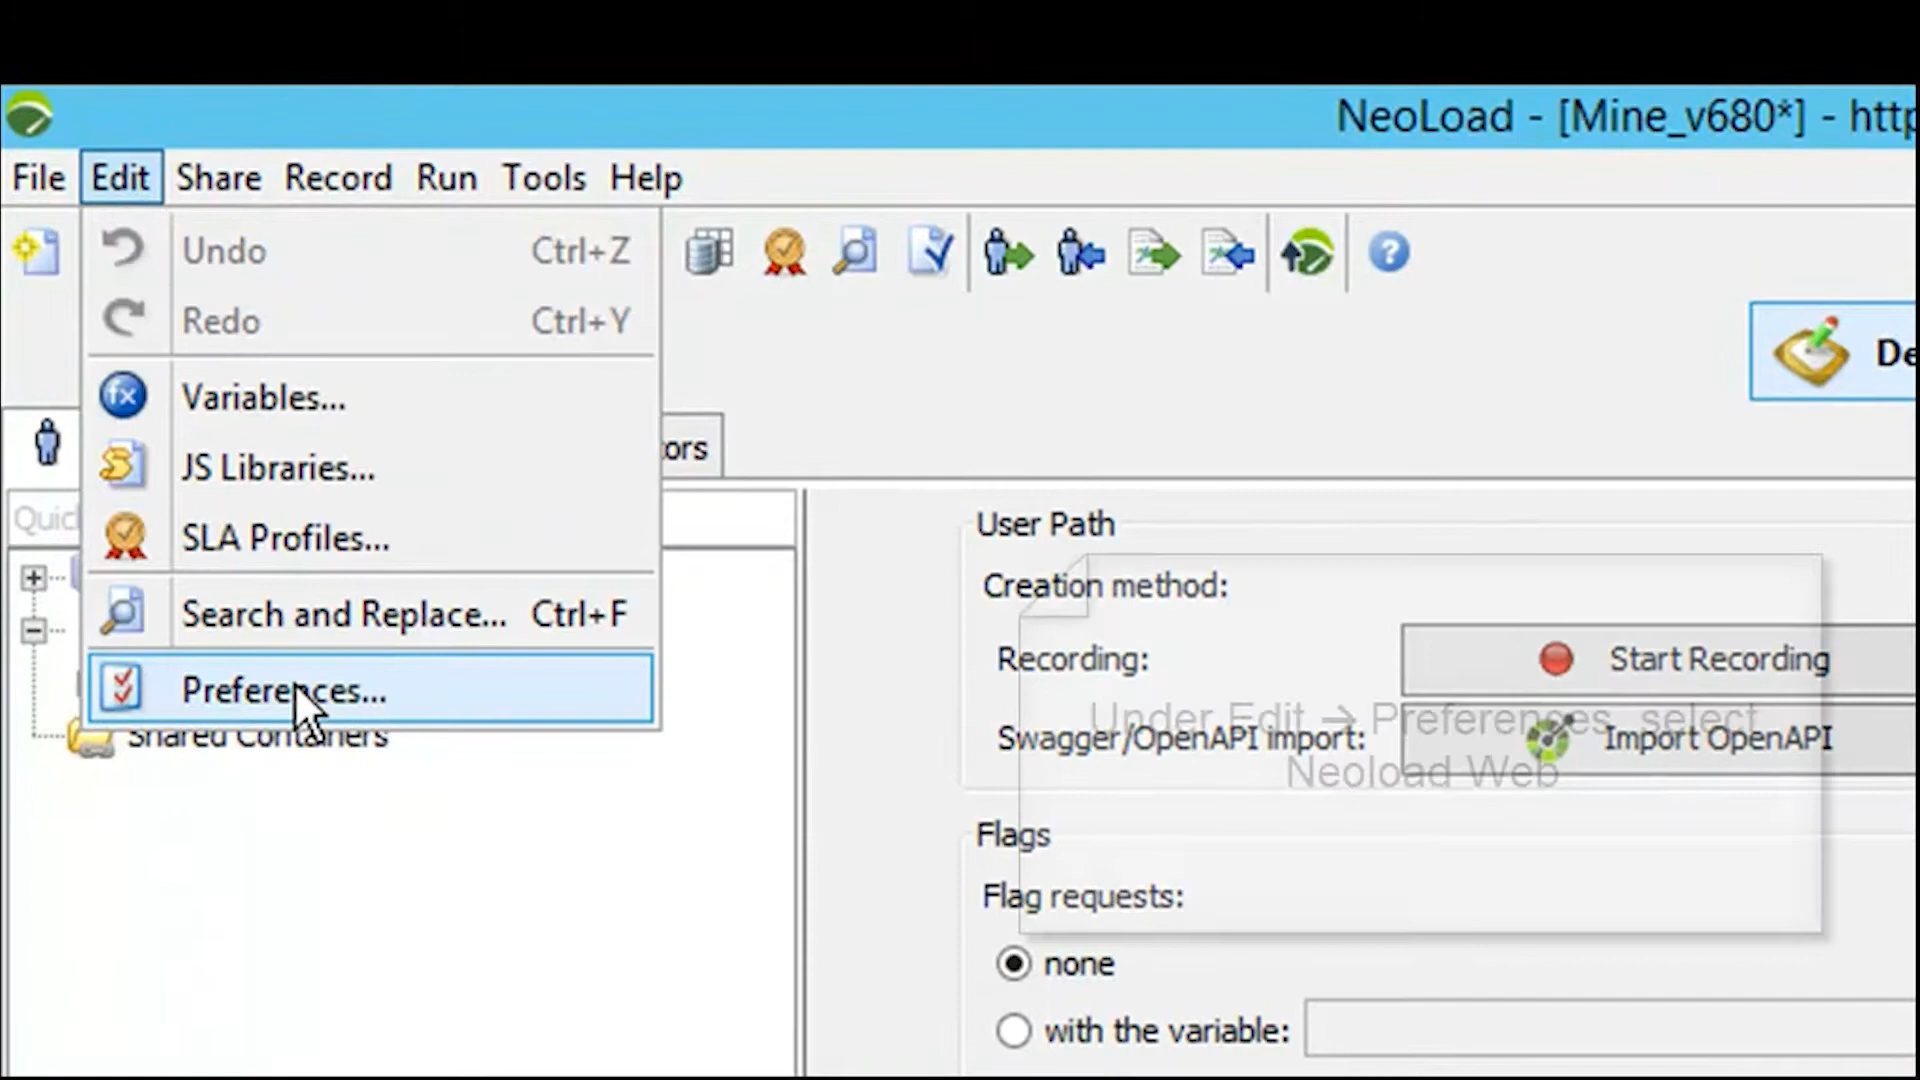 NeoLoad - [Mine_v680*] - http
File Edit Share Record Run Tools Help
Undo Ctrl+Z
Redo Ctrl+Y
Variables...
JS Libraries...
SLA Profiles...
Search and Replace... Ctrl+F
Preferences...
Shared Containers
User Path
Creation method:
Recording: Start Recording
Swagger/OpenAPI import: Import OpenAPI
Under Edit → Preferences, select
Neoload Web
Flags
Flag requests:
none
with the variable: